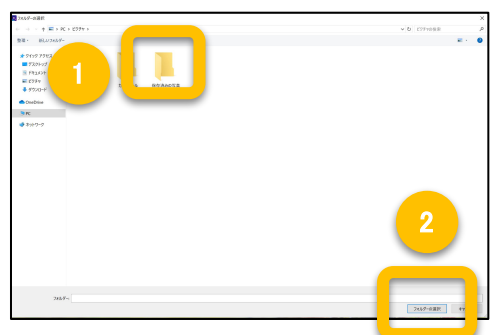 フォルダーの選択
PC › ピクチャ ›
ピクチャの検索
整理 新しいフォルダー
クイック アクセス
デスクトップ
ドキュメント
ピクチャ
ダウンロード
OneDrive
PC
ネットワーク
1
保存済みの写真
2
フォルダー:
フォルダーの選択